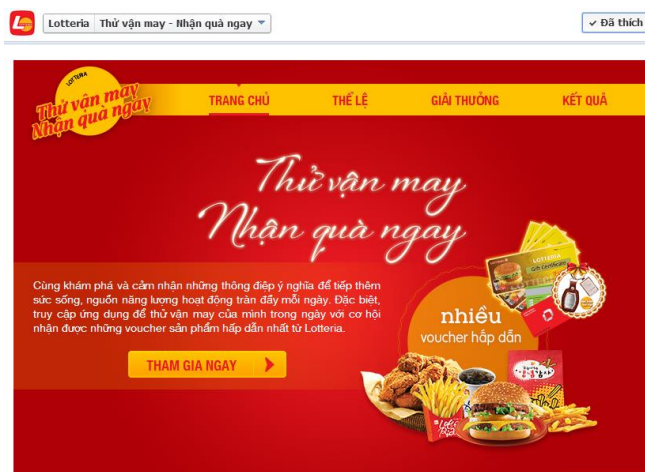 Lotteria Thử vận may - Nhận quà ngay
Đã thích
LOTTERIA
Thử vận may
Nhận quà ngay
TRANG CHỦ THỂ LỆ GIẢI THƯỞNG KẾT QUẢ
Thử vận may
Nhận quà ngay
Cùng khám phá và cảm nhận những thông điệp ý nghĩa để tiếp thêm
sức sống, nguồn năng lượng hoạt động tràn đầy mỗi ngày. Đặc biệt,
truy cập ứng dụng để thử vận may của mình trong ngày với cơ hội
nhận được những voucher sản phẩm hấp dẫn nhất từ Lotteria.
THAM GIA NGAY
LOTTERIA
Gift Certificate
nhiều
voucher hấp dẫn